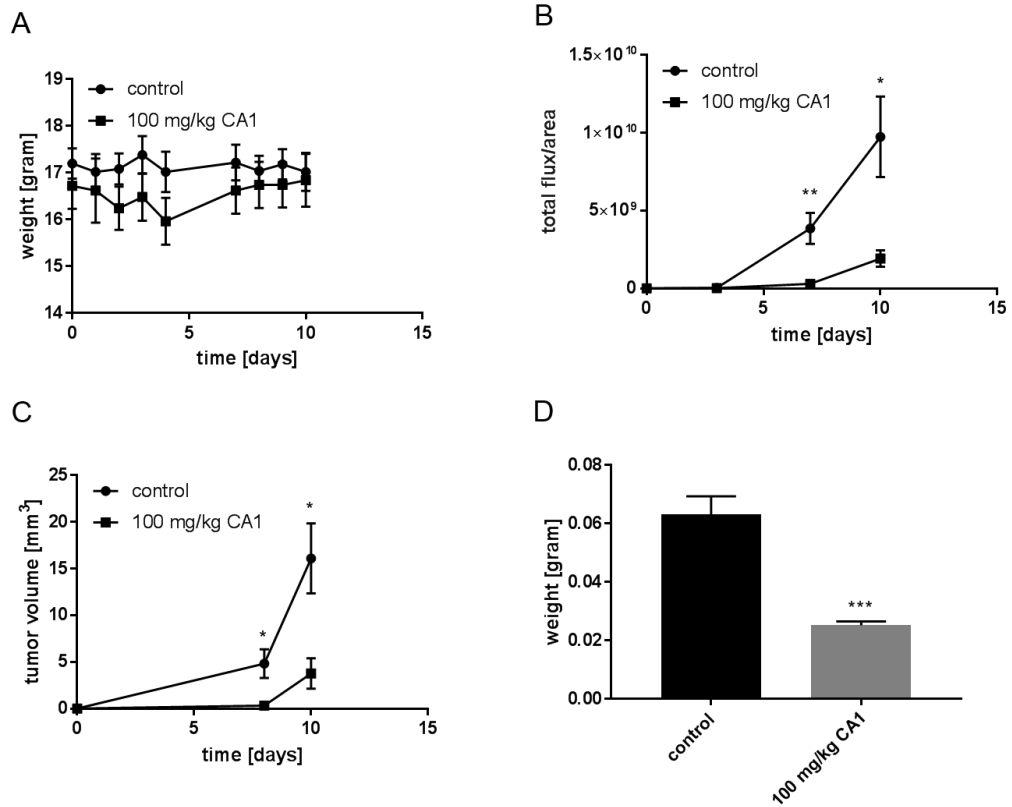 A
19
18
17
16
15
14
weight [gram]
control
100 mg/kg CA1
0 5 10 15
time [days]
B
1.5×10¹⁰
1×10¹⁰
5×10⁹
0
total flux/area
control
100 mg/kg CA1
**
*
0 5 10 15
time [days]
C
25
20
15
10
5
0
tumor volume [mm³]
control
100 mg/kg CA1
*
*
0 5 10 15
time [days]
D
0.08
0.06
0.04
0.02
0.00
weight [gram]
***
control
100 mg/kg CA1